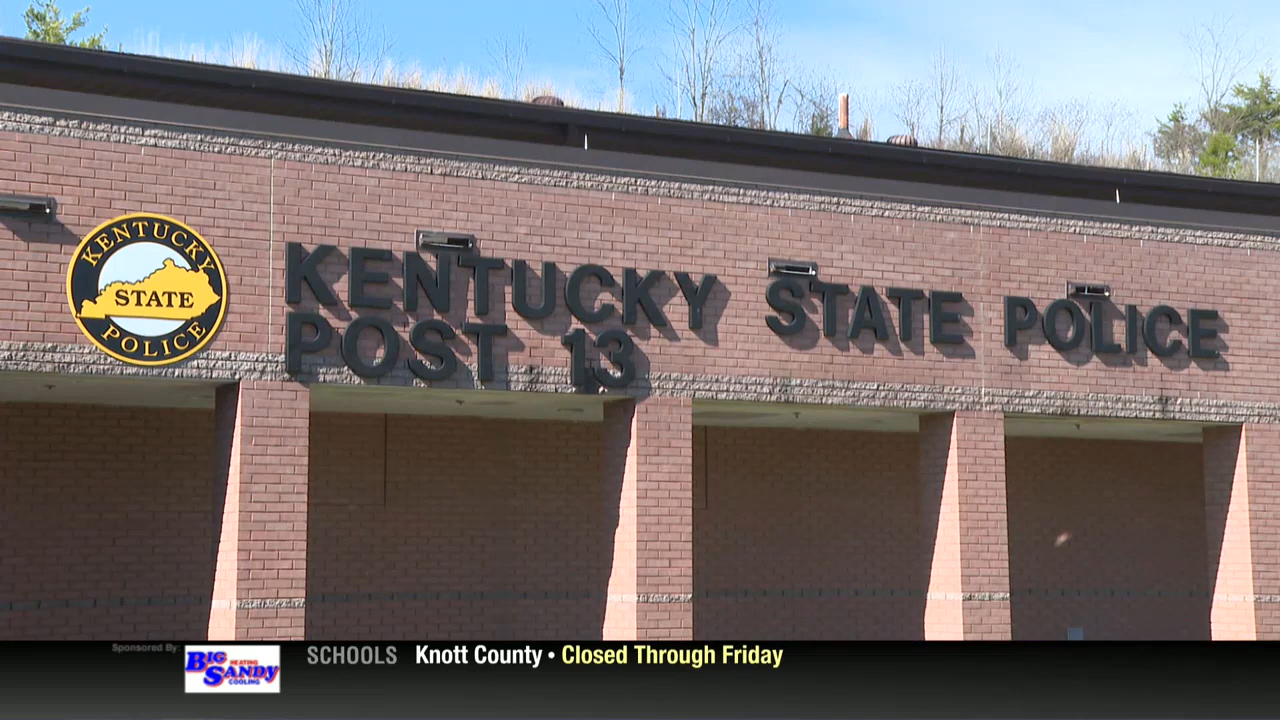 KENTUCKY
STATE
POLICE
KENTUCKY STATE POLICE
POST 13
Sponsored By:
BIG SANDY
HEATING
COOLING
SCHOOLS Knott County • Closed Through Friday